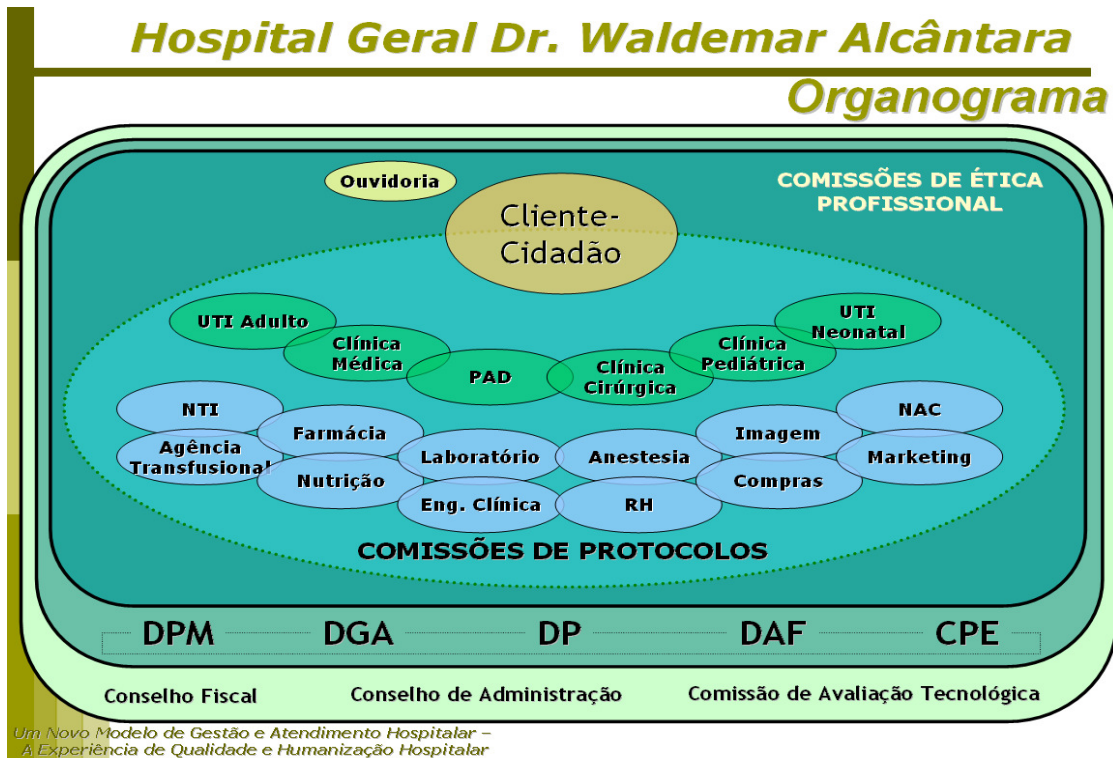 Hospital Geral Dr. Waldemar Alcântara
Organograma
Ouvidoria
Cliente-
Cidadão
COMISSÕES DE ÉTICA
PROFISSIONAL
UTI Adulto
Clínica
Médica
PAD
Clínica
Cirúrgica
Clínica
Pediátrica
UTI
Neonatal
NTI
Agência
Transfusional
Farmácia
Nutrição
Laboratório
Eng. Clínica
Anestesia
RH
Imagem
Compras
NAC
Marketing
COMISSÕES DE PROTOCOLOS
DPM DGA DP DAF CPE
Conselho Fiscal Conselho de Administração Comissão de Avaliação Tecnológica
Um Novo Modelo de Gestão e Atendimento Hospitalar –
A Experiência de Qualidade e Humanização Hospitalar